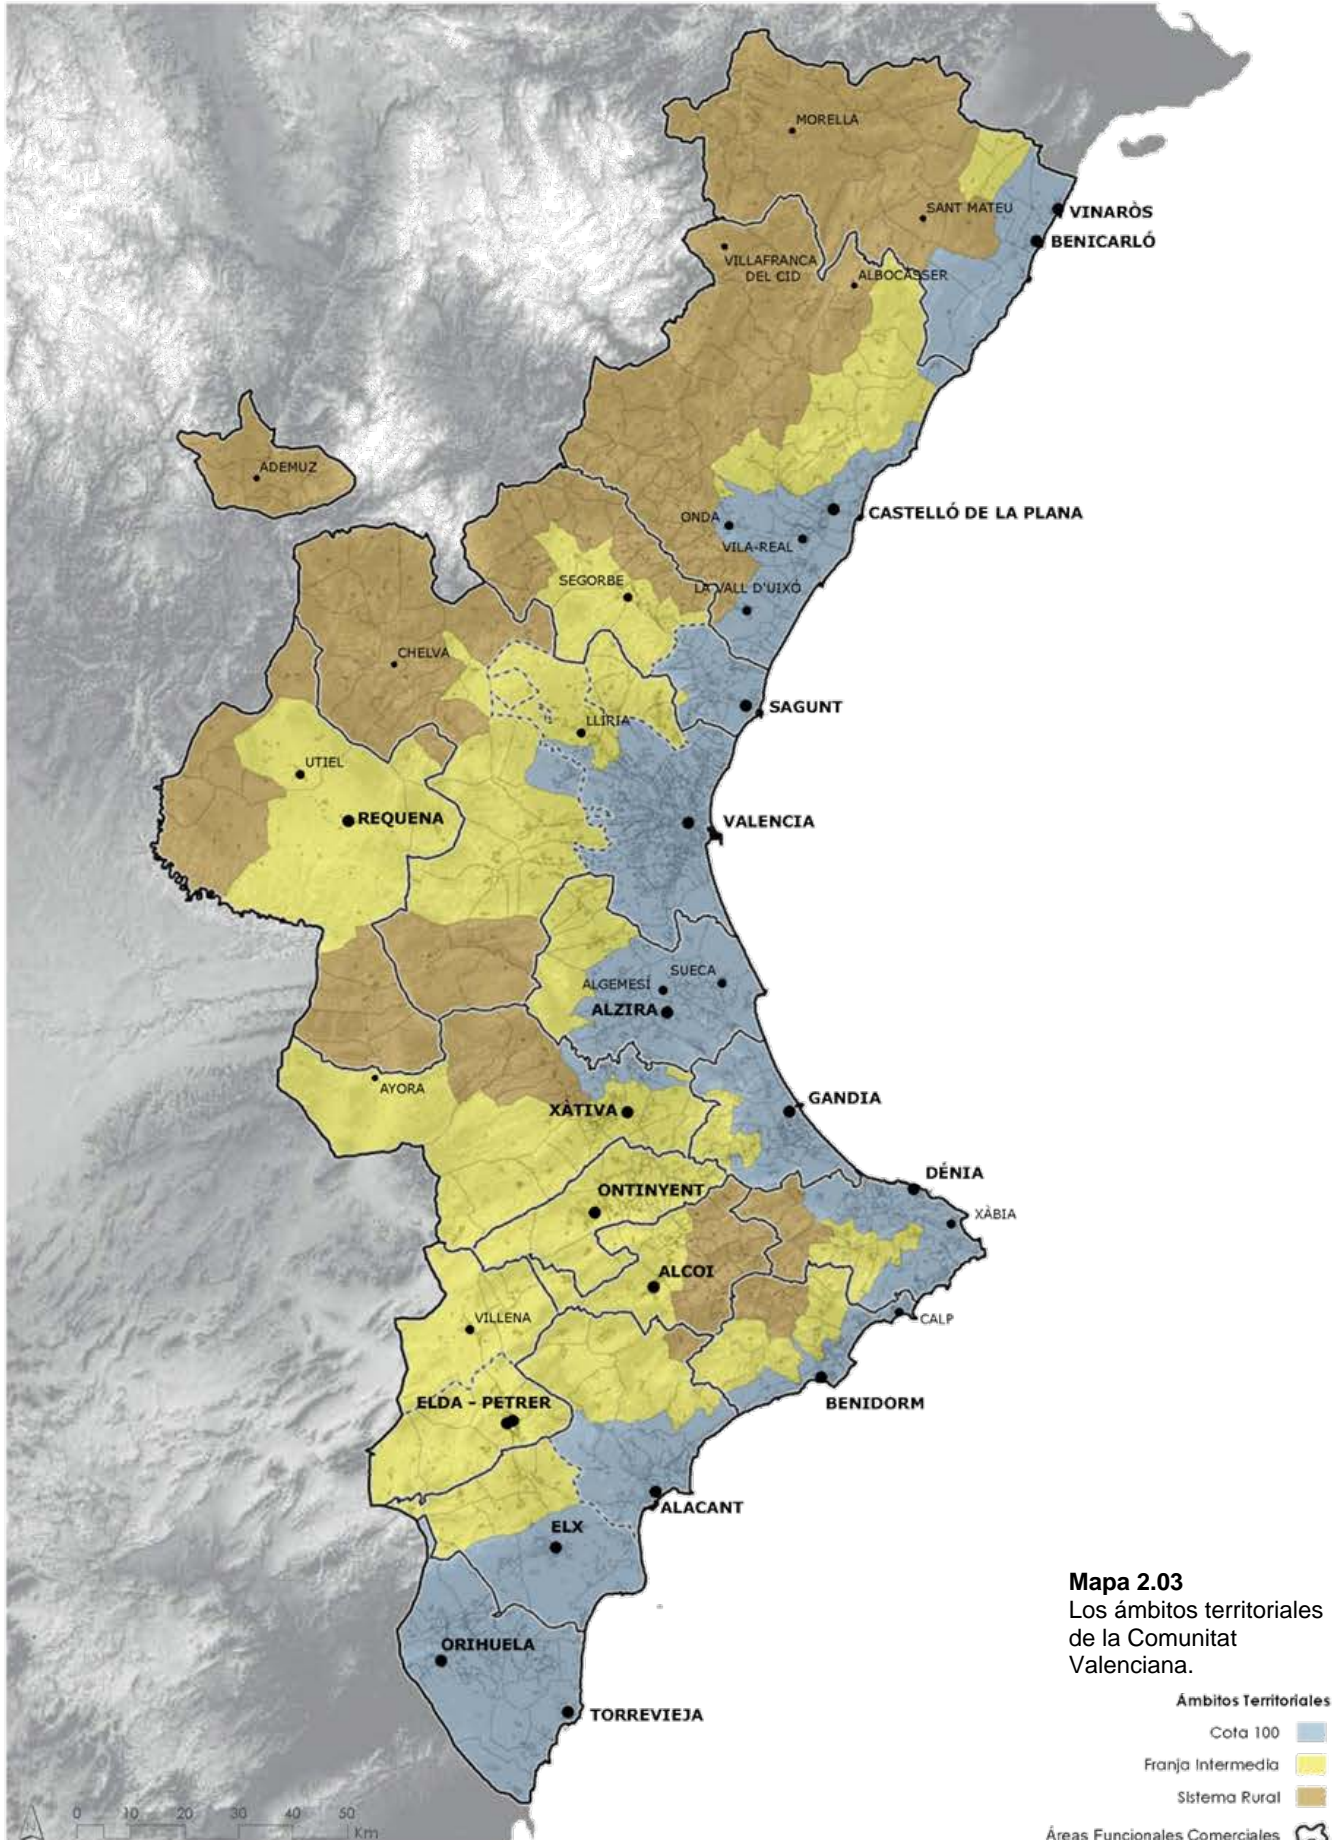 MORELLA
SANT MATEU
VINARÒS
BENICARLÓ
VILLAFRANCA
DEL CID
ALBOCÀSSER
ADEMUZ
CASTELLÓ DE LA PLANA
ONDA
VILA-REAL
SEGORBE
LA VALL D'UIXÓ
CHELVA
SAGUNT
LLIRIA
UTIEL
REQUENA
VALENCIA
SUECA
ALGEMESÍ
ALZIRA
AYORA
XÀTIVA
GANDIA
DÉNIA
ONTINYENT
XÀBIA
ALCOI
VILLENA
CALP
ELDA - PETRER
BENIDORM
ALACANT
ELX
ORIHUELA
TORREVIEJA
Mapa 2.03
Los ámbitos territoriales
de la Comunitat
Valenciana.
Ámbitos Territoriales
Cota 100
Franja Intermedia
Sistema Rural
Áreas Funcionales Comerciales
N
0 10 20 30 40 50
Km